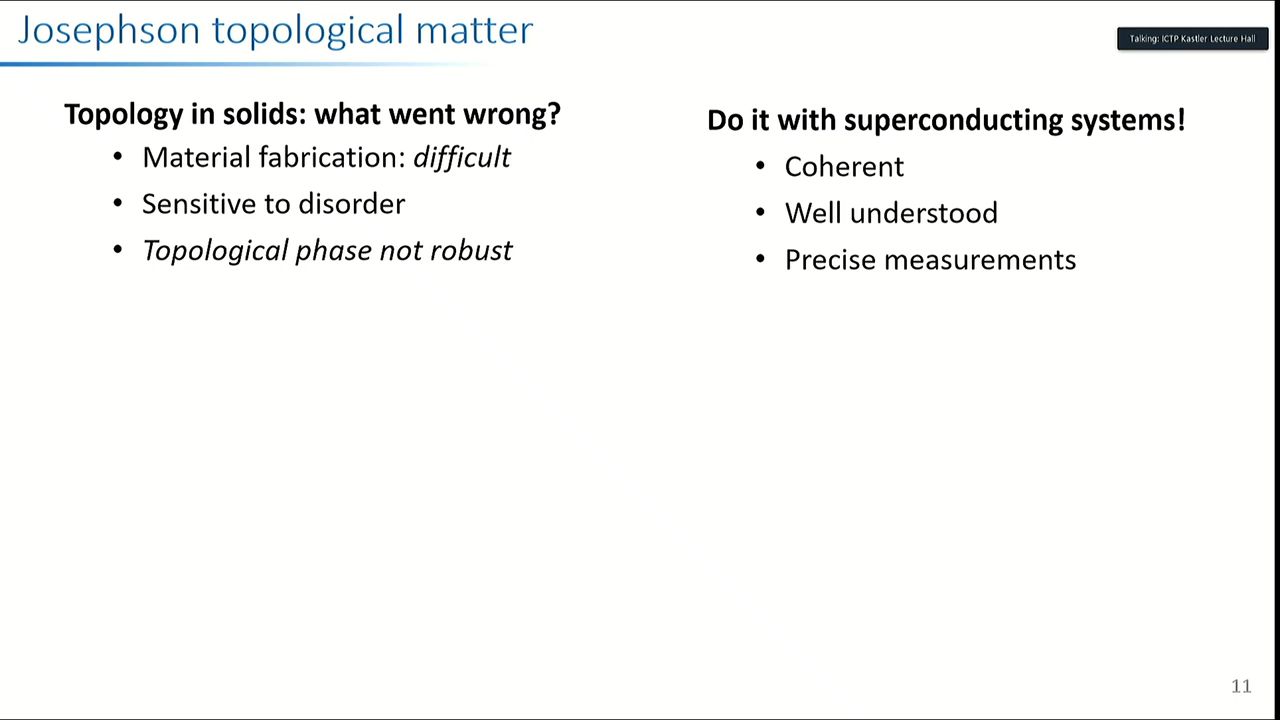 Josephson topological matter
Talking: ICTP Kastler Lecture Hall
Topology in solids: what went wrong?
• Material fabrication: difficult
• Sensitive to disorder
• Topological phase not robust
Do it with superconducting systems!
• Coherent
• Well understood
• Precise measurements
11